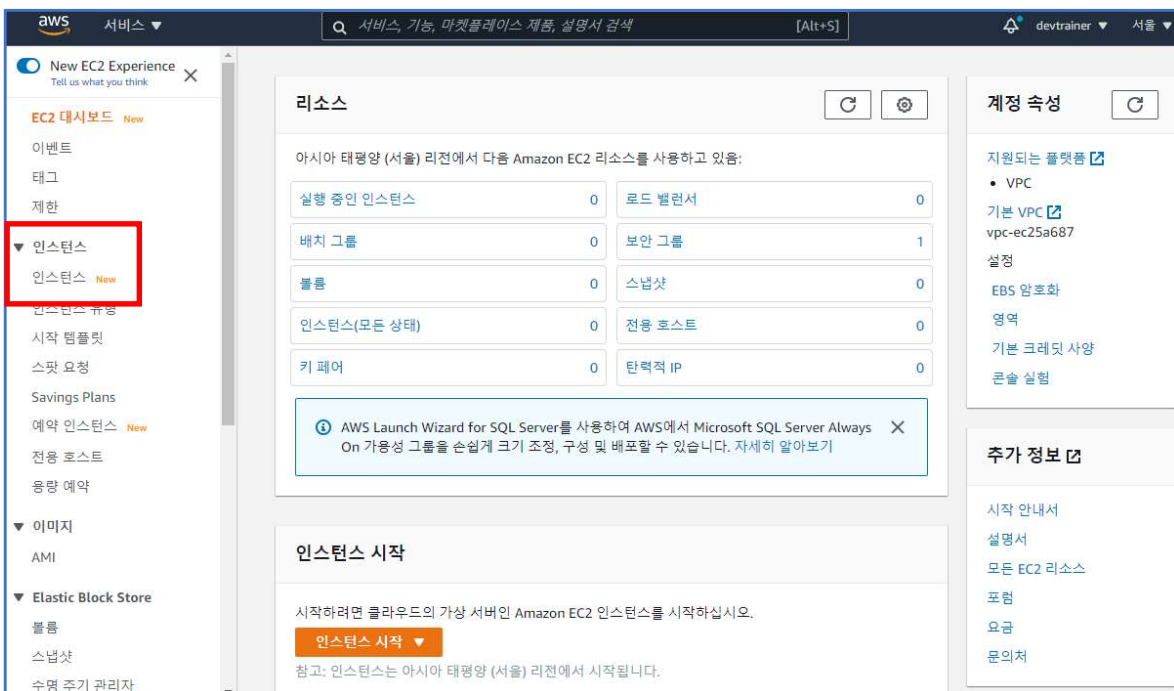 aws 서비스 ▼ 서비스, 기능, 마켓플레이스 제품, 설명서 검색 [Alt+S] devtrainer ▼ 서울 ▼
New EC2 Experience
Tell us what you think
EC2 대시보드 New
이벤트
태그
제한
▼ 인스턴스
인스턴스 New
인스턴스 유형
시작 템플릿
스팟 요청
Savings Plans
예약 인스턴스 New
전용 호스트
용량 예약
▼ 이미지
AMI
▼ Elastic Block Store
볼륨
스냅샷
수명 주기 관리자
리소스
아시아 태평양 (서울) 리전에서 다음 Amazon EC2 리소스를 사용하고 있음:
실행 중인 인스턴스 0 로드 밸런서 0
배치 그룹 0 보안 그룹 1
볼륨 0 스냅샷 0
인스턴스(모든 상태) 0 전용 호스트 0
키 페어 0 탄력적 IP 0
AWS Launch Wizard for SQL Server를 사용하여 AWS에서 Microsoft SQL Server Always
On 가용성 그룹을 손쉽게 크기 조정, 구성 및 배포할 수 있습니다. 자세히 알아보기
인스턴스 시작
시작하려면 클라우드의 가상 서버인 Amazon EC2 인스턴스를 시작하십시오.
인스턴스 시작 ▼
참고: 인스턴스는 아시아 태평양 (서울) 리전에서 시작됩니다.
계정 속성
지원되는 플랫폼
• VPC
기본 VPC
vpc-ec25a687
설정
EBS 암호화
영역
기본 크레딧 사양
콘솔 실험
추가 정보
시작 안내서
설명서
모든 EC2 리소스
포럼
요금
문의처